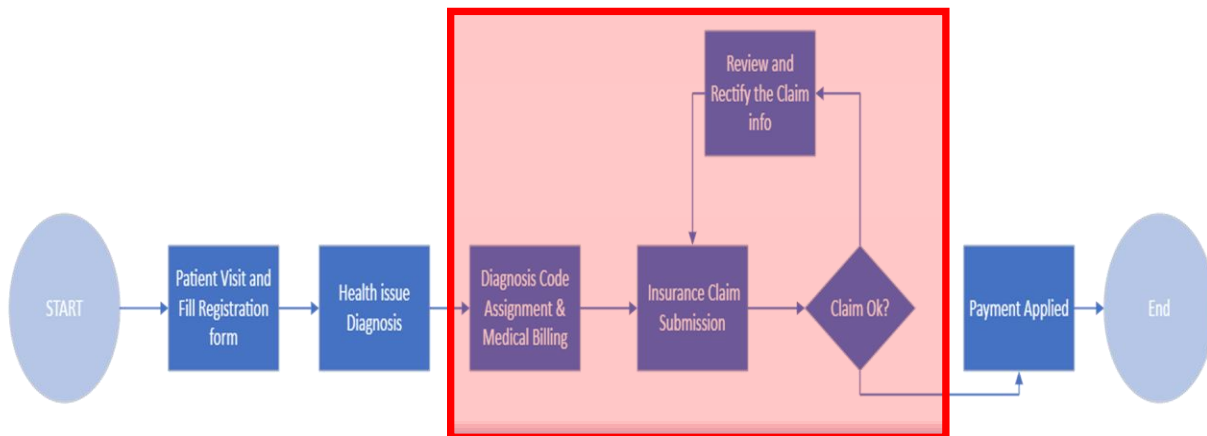 START
Patient Visit and
Fill Registration
form
Health issue
Diagnosis
Diagnosis Code
Assignment &
Medical Billing
Insurance Claim
Submission
Review and
Rectify the Claim
info
Claim Ok?
Payment Applied
End